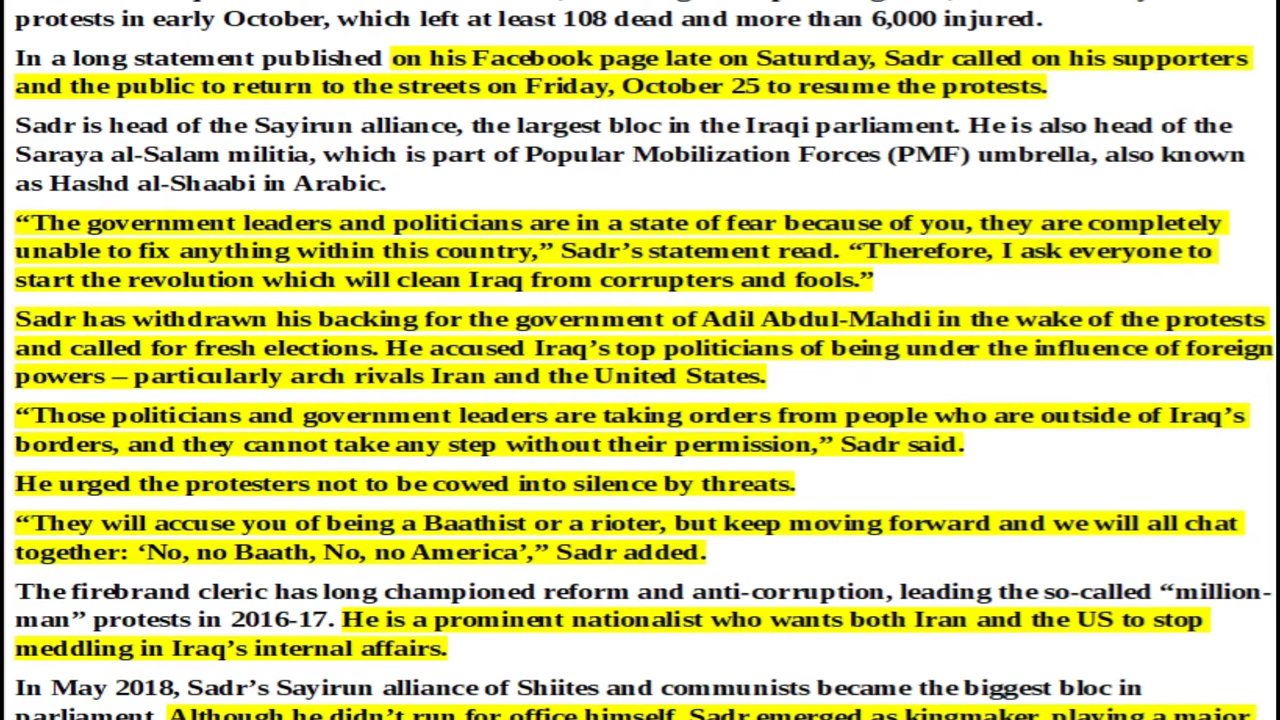 protests in early October, which left at least 108 dead and more than 6,000 injured.
In a long statement published on his Facebook page late on Saturday, Sadr called on his supporters
and the public to return to the streets on Friday, October 25 to resume the protests.
Sadr is head of the Sayirun alliance, the largest bloc in the Iraqi parliament. He is also head of the
Saraya al-Salam militia, which is part of Popular Mobilization Forces (PMF) umbrella, also known
as Hashd al-Shaabi in Arabic.
“The government leaders and politicians are in a state of fear because of you, they are completely
unable to fix anything within this country,” Sadr’s statement read. “Therefore, I ask everyone to
start the revolution which will clean Iraq from corrupters and fools.”
Sadr has withdrawn his backing for the government of Adil Abdul-Mahdi in the wake of the protests
and called for fresh elections. He accused Iraq’s top politicians of being under the influence of foreign
powers – particularly arch rivals Iran and the United States.
“Those politicians and government leaders are taking orders from people who are outside of Iraq’s
borders, and they cannot take any step without their permission,” Sadr said.
He urged the protesters not to be cowed into silence by threats.
“They will accuse you of being a Baathist or a rioter, but keep moving forward and we will all chat
together: ‘No, no Baath, No, no America’,” Sadr added.
The firebrand cleric has long championed reform and anti-corruption, leading the so-called “million-
man” protests in 2016-17. He is a prominent nationalist who wants both Iran and the US to stop
meddling in Iraq’s internal affairs.
In May 2018, Sadr’s Sayirun alliance of Shiites and communists became the biggest bloc in
parliament. Although he didn’t run for office himself, Sadr emerged as kingmaker, playing a major